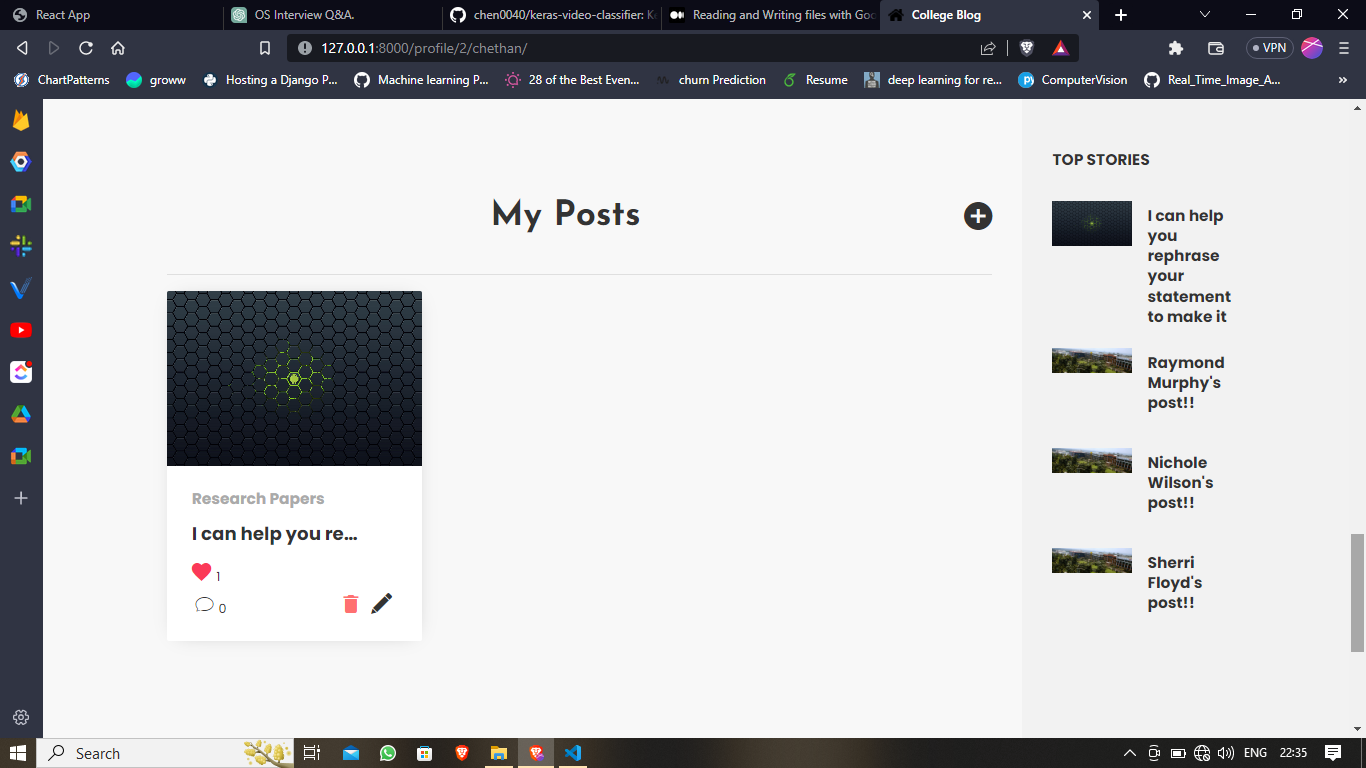 React App
OS Interview Q&A.
chen0040/keras-video-classifier: Ke
Reading and Writing files with Goo
College Blog
127.0.0.1:8000/profile/2/chethan/
VPN
ChartPatterns
groww
Hosting a Django P...
Machine learning P...
28 of the Best Even...
churn Prediction
Resume
deep learning for re...
ComputerVision
Real_Time_Image_A...
My Posts
Research Papers
I can help you re...
1
0
TOP STORIES
I can help
you
rephrase
your
statement
to make it
Raymond
Murphy's
post!!
Nichole
Wilson's
post!!
Sherri
Floyd's
post!!
Search
ENG
22:35